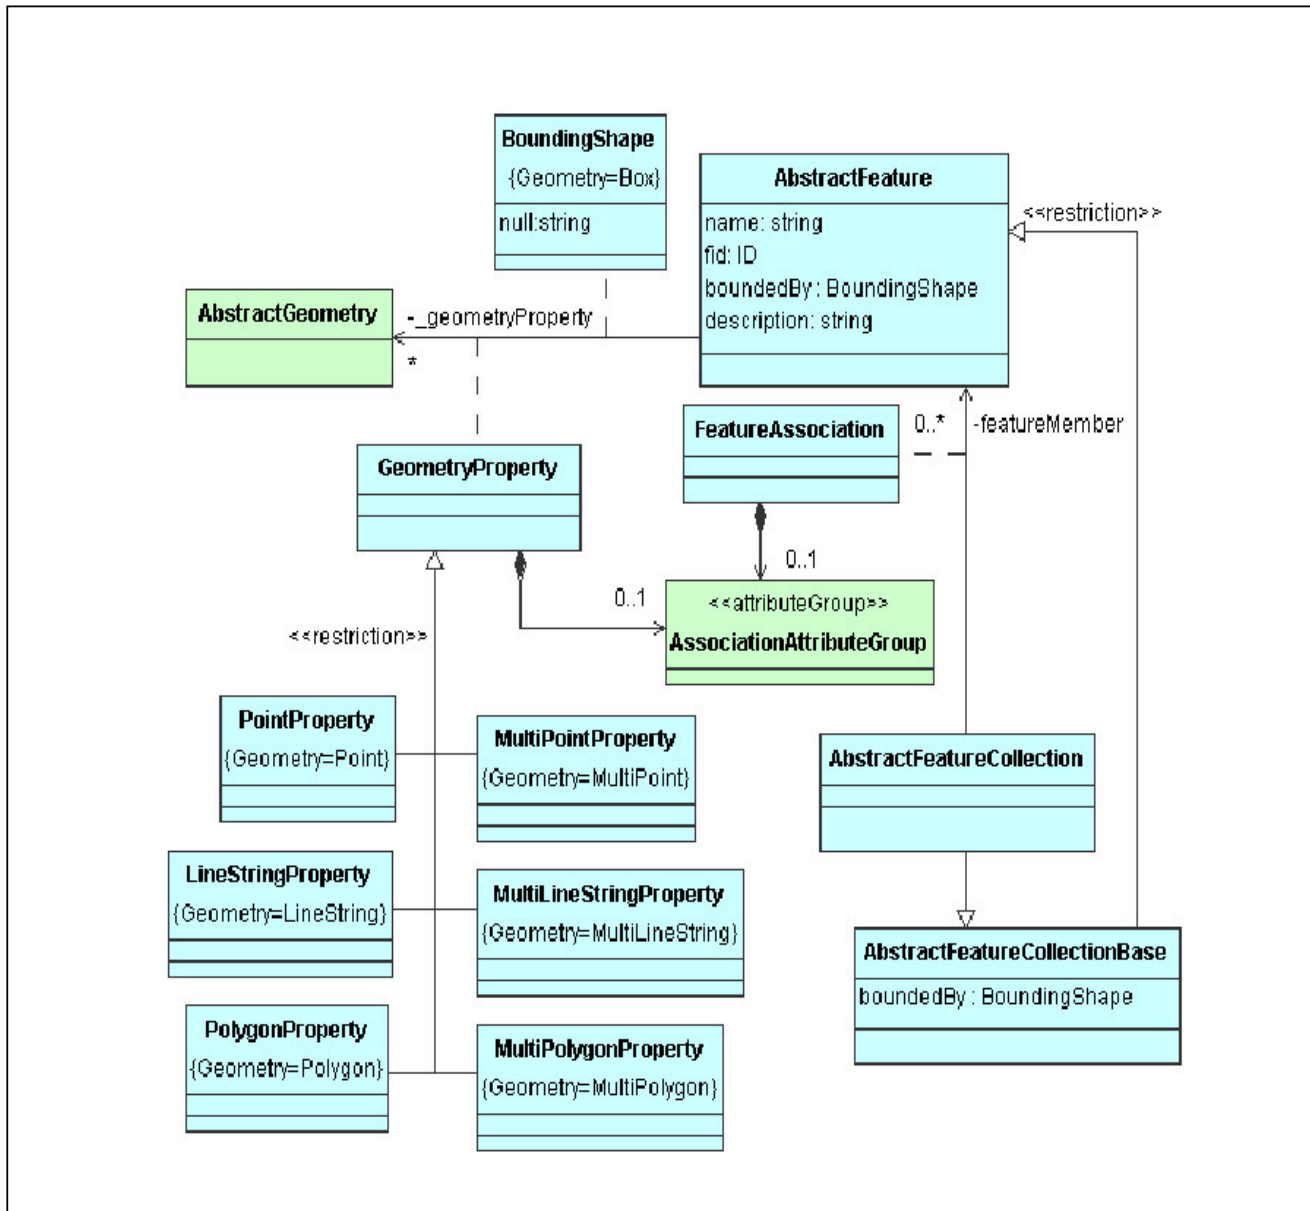 BoundingShape
{Geometry=Box}
null:string
AbstractFeature
name: string
fid: ID
boundedBy : BoundingShape
description: string
<<restriction>>
AbstractGeometry
-_geometryProperty
*
FeatureAssociation
0..*
-featureMember
GeometryProperty
0..1
0..1
<<attributeGroup>>
AssociationAttributeGroup
<<restriction>>
PointProperty
{Geometry=Point}
MultiPointProperty
{Geometry=MultiPoint}
AbstractFeatureCollection
LineStringProperty
{Geometry=LineString}
MultiLineStringProperty
{Geometry=MultiLineString}
AbstractFeatureCollectionBase
boundedBy : BoundingShape
PolygonProperty
{Geometry=Polygon}
MultiPolygonProperty
{Geometry=MultiPolygon}